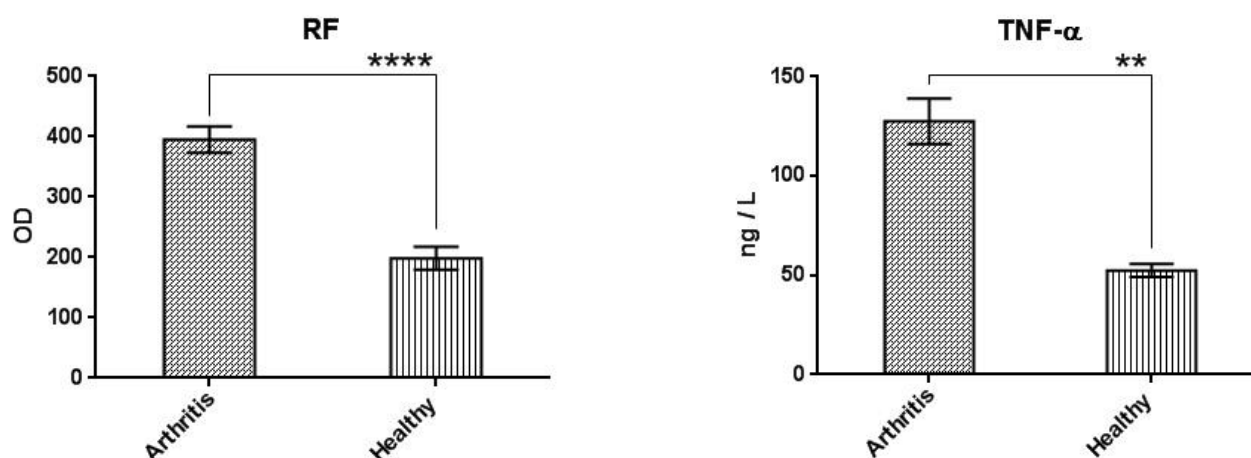 RF
****
500
400
300
200
100
0
OD
Arthritis
Healthy
TNF-α
**
150
100
50
0
ng / L
Arthritis
Healthy